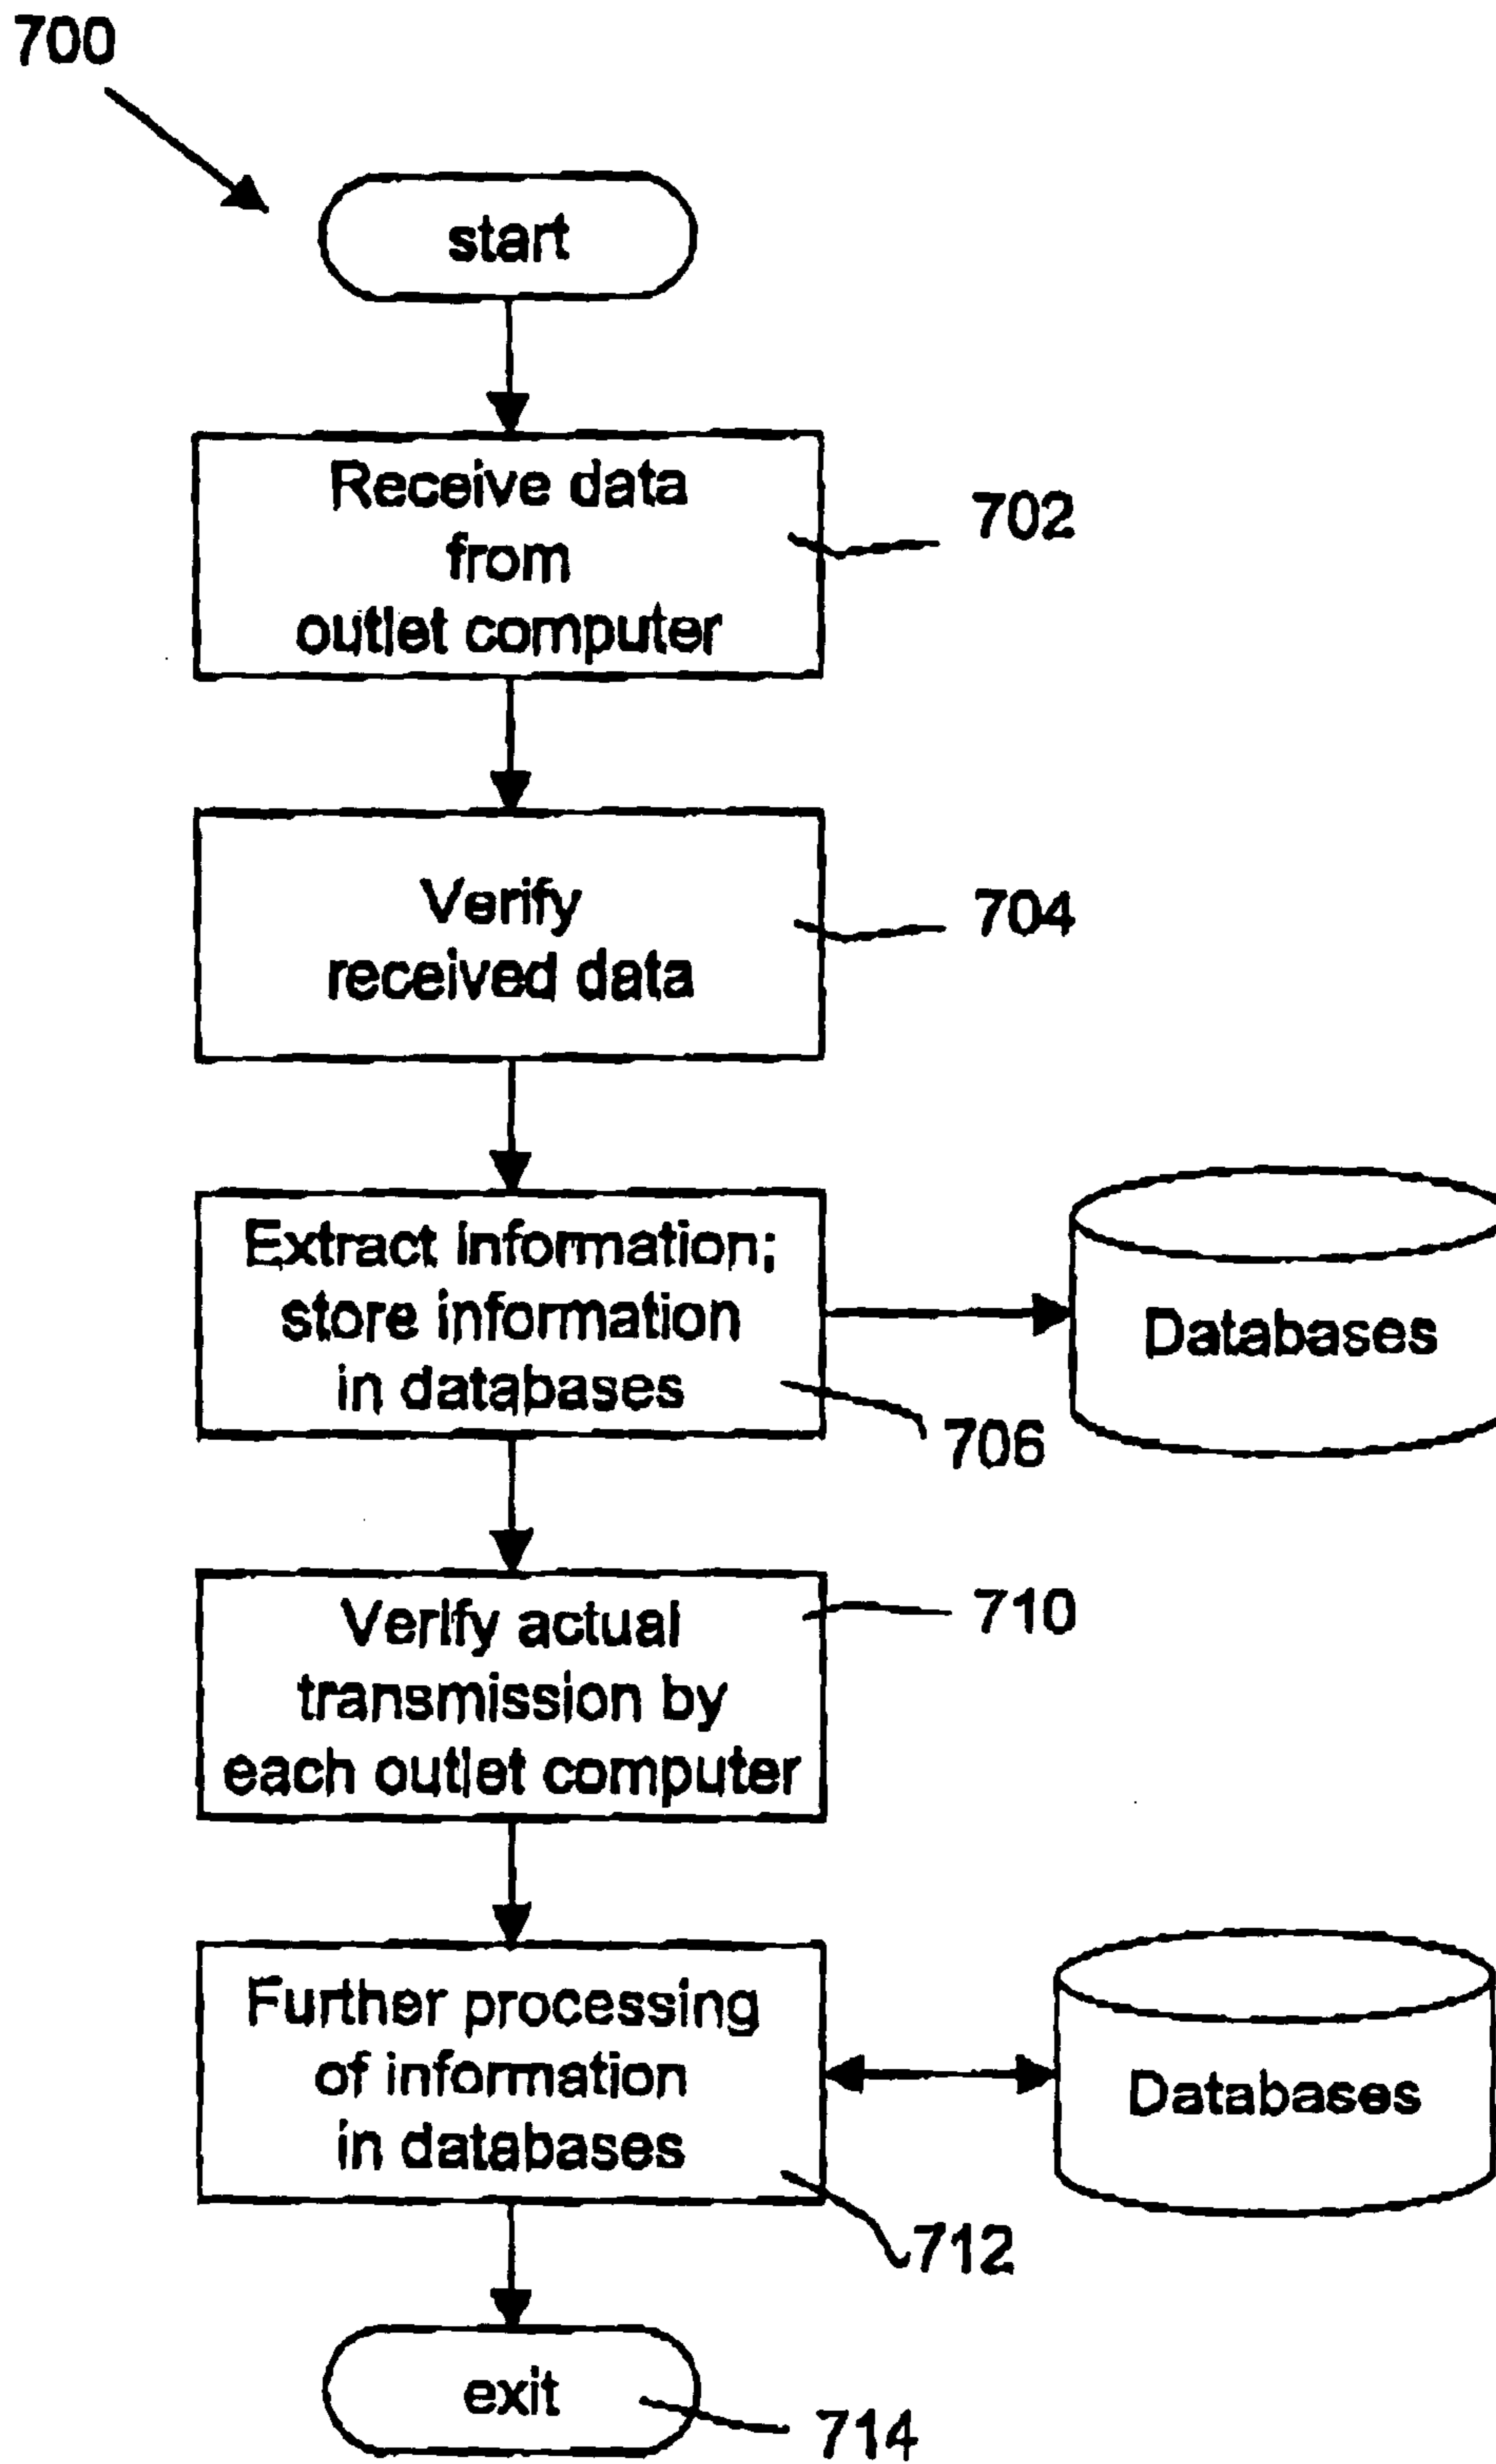 700
start
Receive data
from
outlet computer
702
Verify
received data
704
Extract information;
store information
in databases
Databases
706
Verify actual
transmission by
each outlet computer
710
Further processing
of information
in databases
Databases
712
exit
714